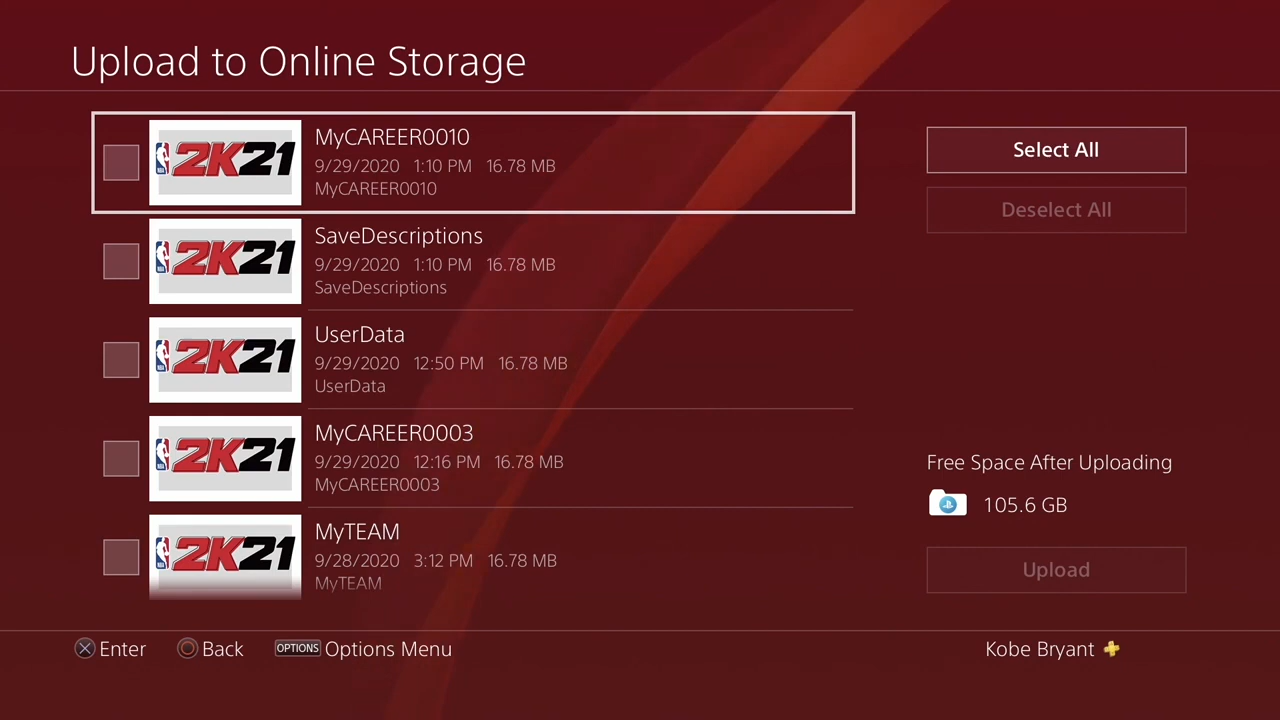 Upload to Online Storage
2K21
MyCAREER0010
9/29/2020 1:10 PM 16.78 MB
MyCAREER0010
2K21
SaveDescriptions
9/29/2020 1:10 PM 16.78 MB
SaveDescriptions
2K21
UserData
9/29/2020 12:50 PM 16.78 MB
UserData
2K21
MyCAREER0003
9/29/2020 12:16 PM 16.78 MB
MyCAREER0003
2K21
MyTEAM
9/28/2020 3:12 PM 16.78 MB
MyTEAM
Select All
Deselect All
Free Space After Uploading
105.6 GB
Upload
Enter Back OPTIONS Options Menu Kobe Bryant